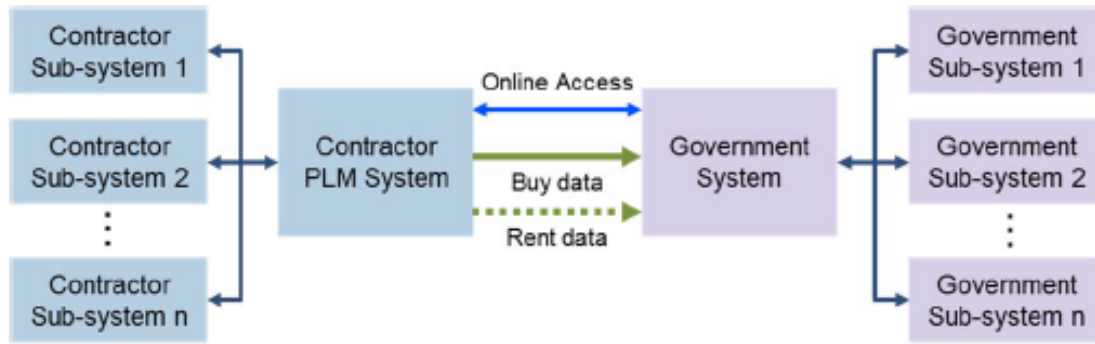 Contractor
Sub-system 1
Contractor
Sub-system 2
Contractor
Sub-system n
Contractor
PLM System
Online Access
Buy data
Rent data
Government
System
Government
Sub-system 1
Government
Sub-system 2
Government
Sub-system n